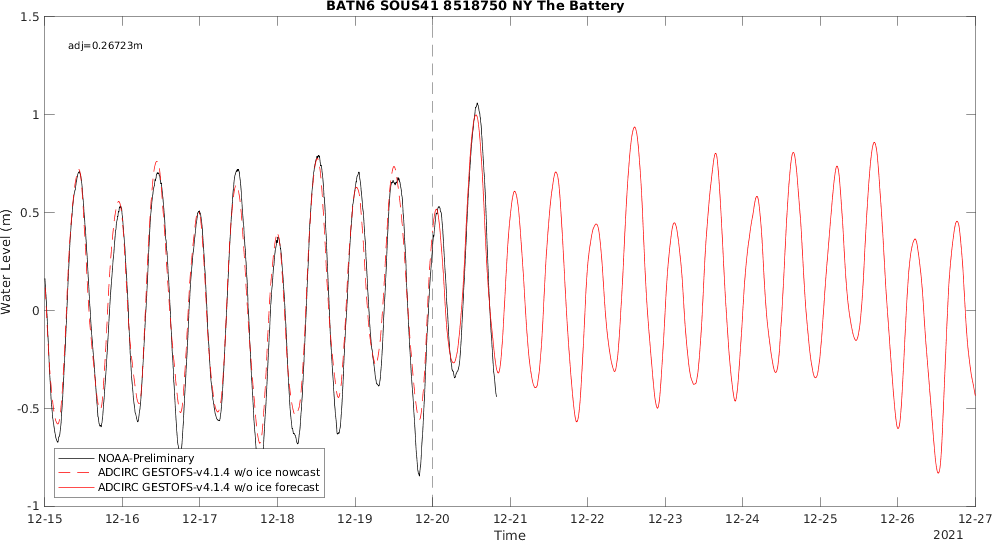 BATN6 SOUS41 8518750 NY The Battery
1.5
adj=0.26723m
1
0.5
0
-0.5
-1
Water Level (m)
NOAA-Preliminary
ADCIRC GESTOFS-v4.1.4 w/o ice nowcast
ADCIRC GESTOFS-v4.1.4 w/o ice forecast
12-15 12-16 12-17 12-18 12-19 12-20 12-21 12-22 12-23 12-24 12-25 12-26 12-27
Time
2021